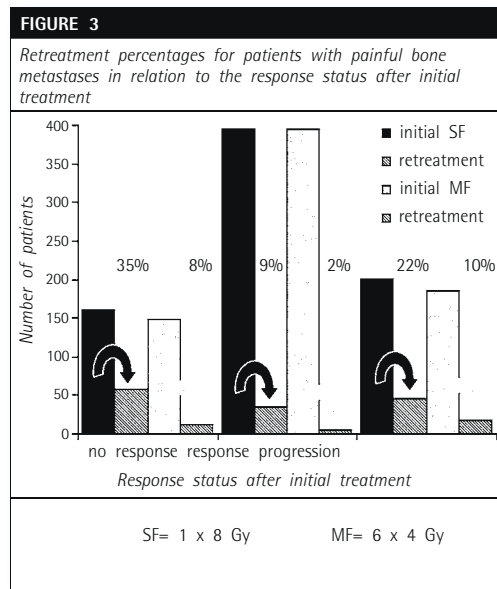 FIGURE 3
Retreatment percentages for patients with painful bone
metastases in relation to the response status after initial
treatment
400
350
300
250
200
150
100
50
0
Number of patients
initial SF
retreatment
initial MF
retreatment
35%
8%
9%
2%
22%
10%
no response response progression
Response status after initial treatment
SF= 1 x 8 Gy
MF= 6 x 4 Gy